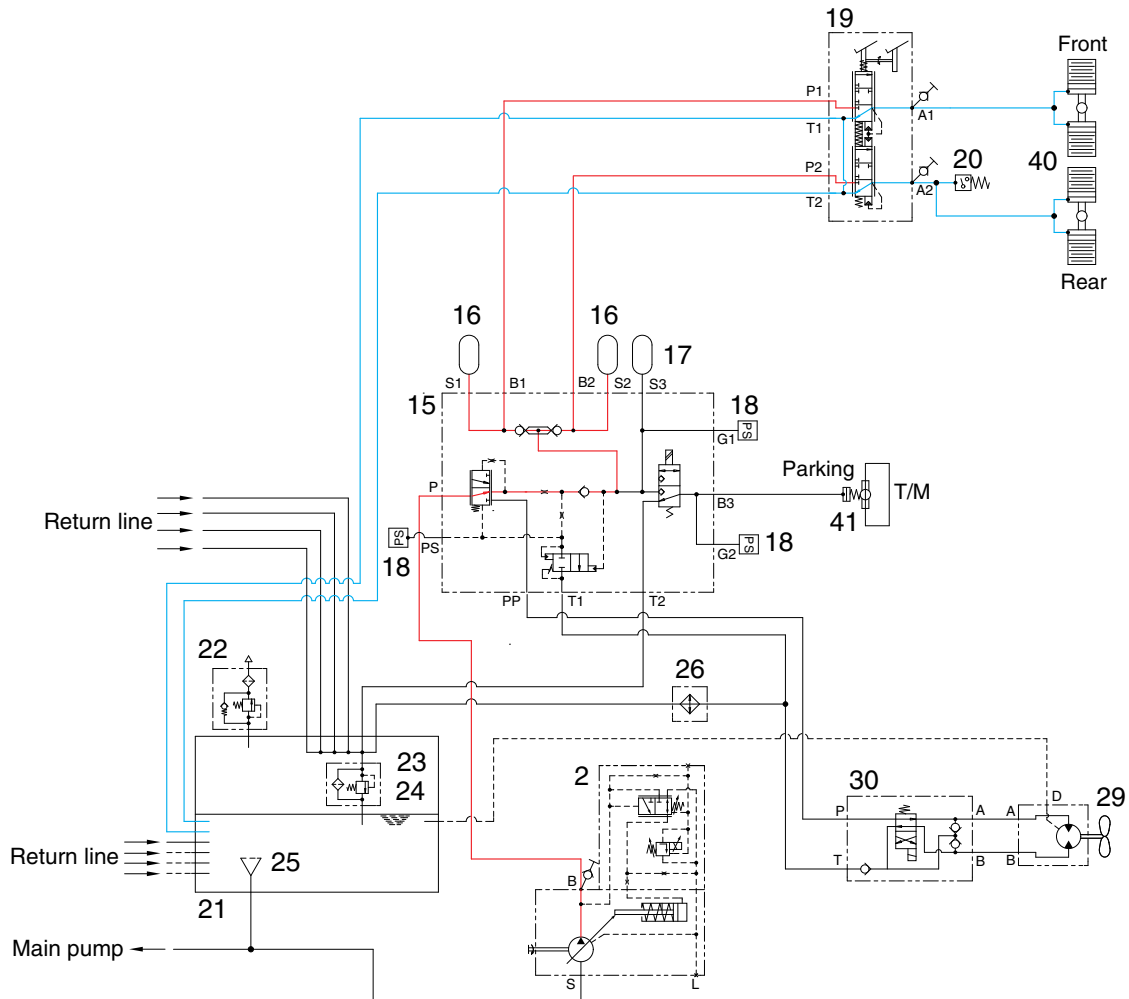 19
Front
P1
A1
T1
P2
20
40
A2
T2
Rear
16
16
17
S1
B1
B2
S2
S3
15
18
PS
G1
Parking
P
T/M
B3
Return line
41
PS
PS
18
18
PS
G2
PP
T1
T2
22
26
23
2
24
30
29
D
P
A
A
Return line
25
B
T
B
B
21
Main pump
S
L